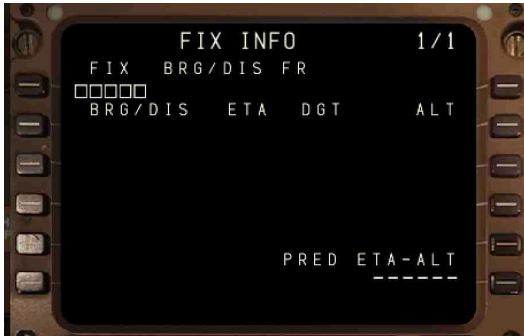 FIX INFO 1/1
FIX BRG/DIS FR
□□□□□
BRG/DIS ETA DGT ALT
PRED ETA-ALT
------